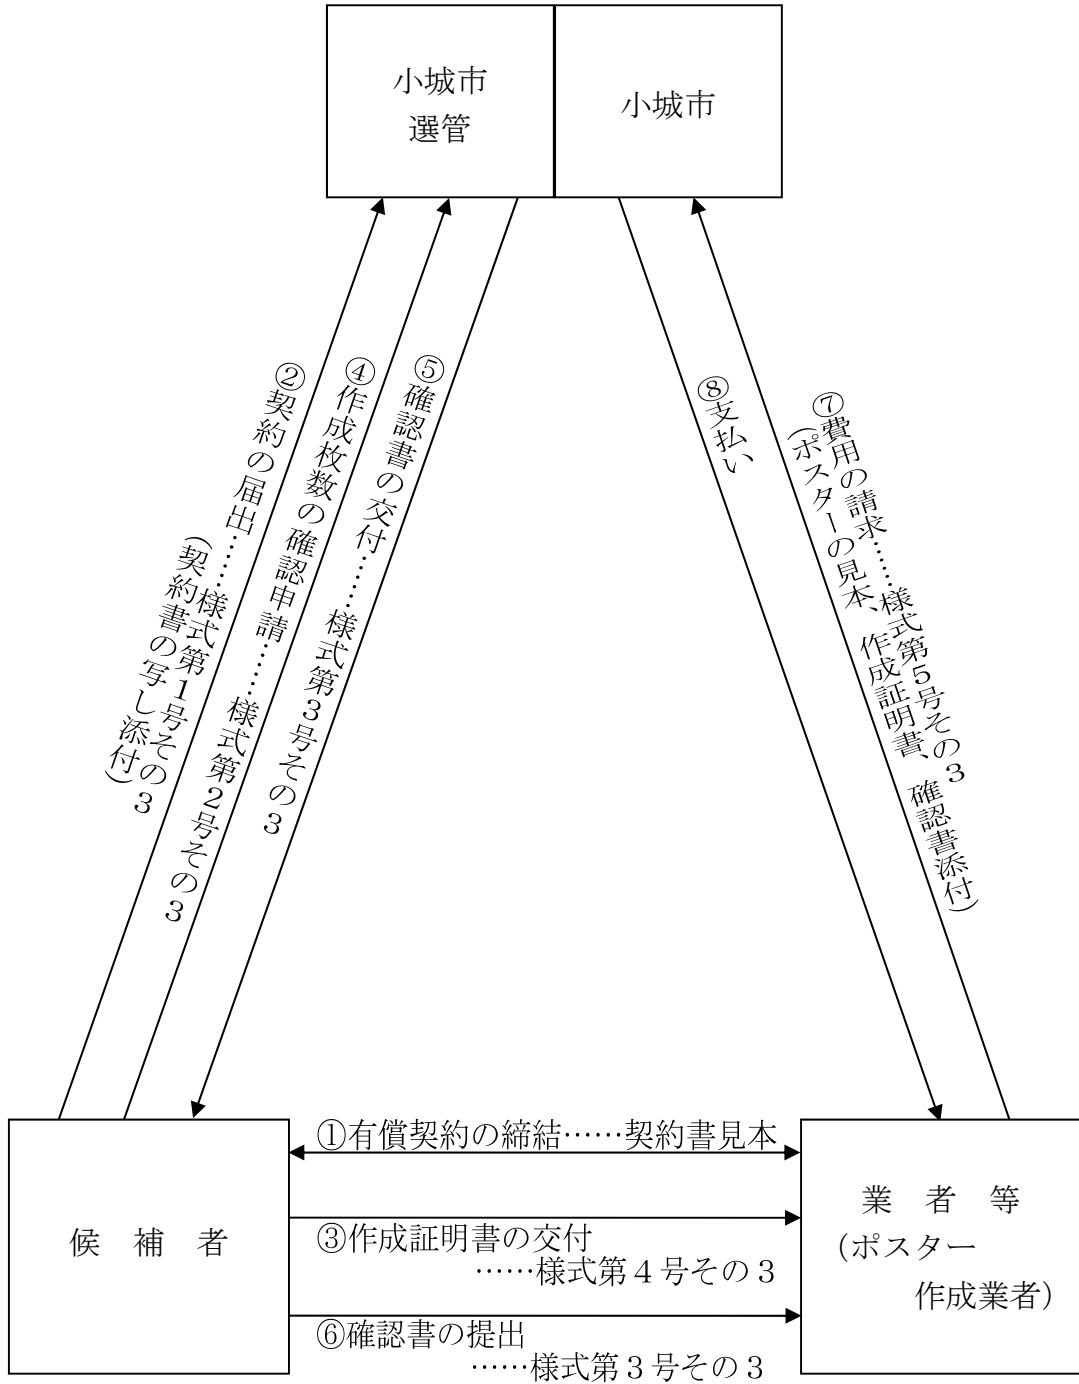 小城市
選管
小城市
②契約の届出……様式第1号その3
(契約書の写し添付)
④作成枚数の確認申請……様式第2号その3
⑤確認書の交付……様式第3号その3
⑧支払い
⑦費用の請求……様式第5号その3
(ポスターの見本、作成証明書、確認書添付)
①有償契約の締結……契約書見本
③作成証明書の交付
……様式第4号その3
⑥確認書の提出
……様式第3号その3
候　補　者
業　者　等
(ポスター
作成業者)